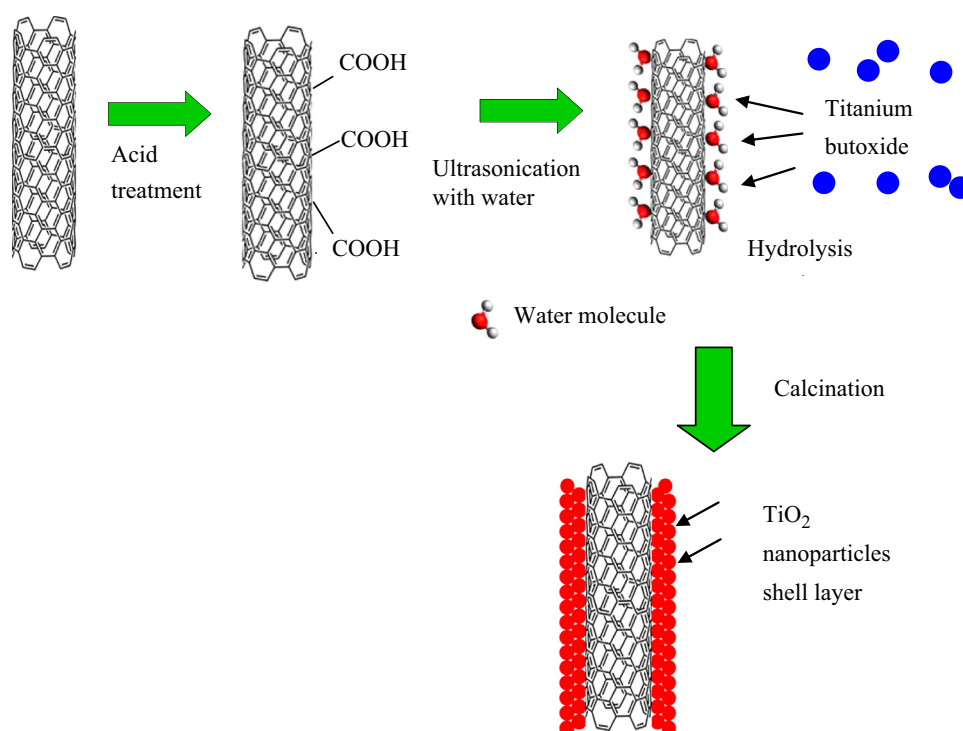 COOH
COOH
COOH
Acid
treatment
Ultrasonication
with water
Titanium
butoxide
Hydrolysis
Water molecule
Calcination
TiO₂
nanoparticles
shell layer